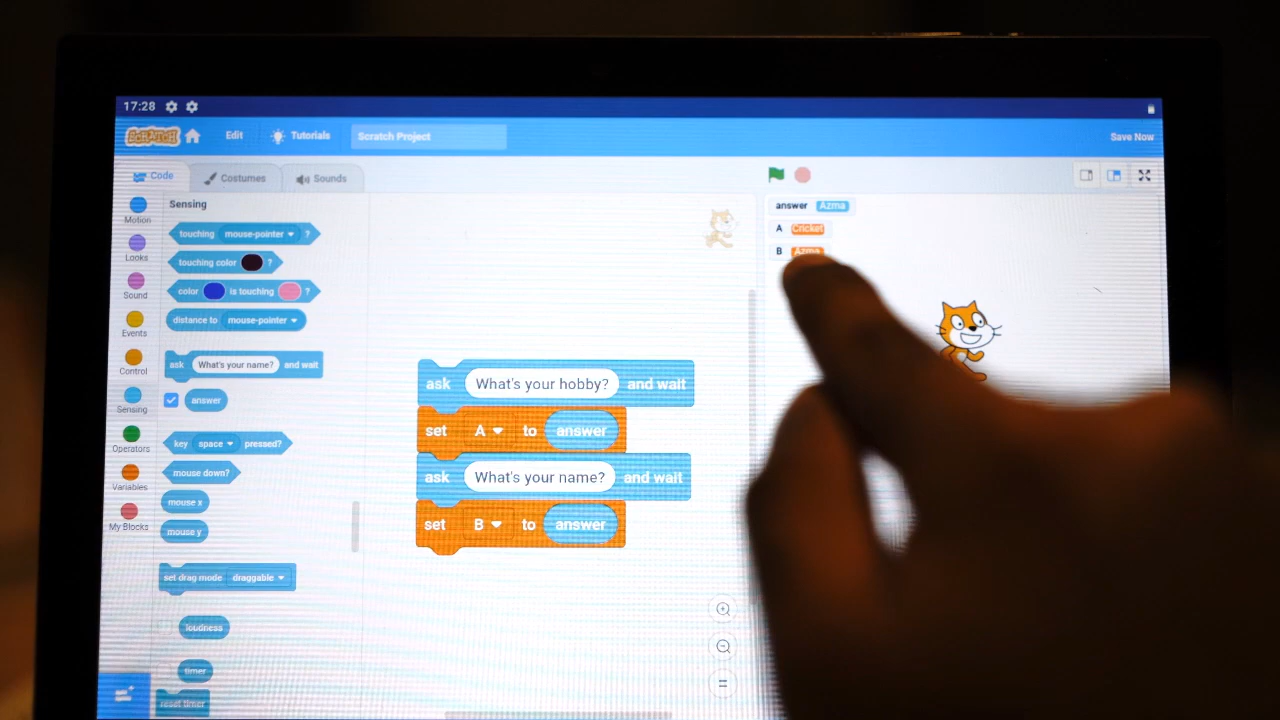 17:28
SCRATCH Edit Tutorials Scratch Project Save Now
Code Costumes Sounds
Motion
Looks
Sound
Events
Control
Sensing
Operators
Variables
My Blocks
Sensing
touching mouse-pointer ?
touching color ?
color is touching ?
distance to mouse-pointer
ask What's your name? and wait
answer
key space pressed?
mouse down?
mouse x
mouse y
set drag mode draggable
loudness
timer
reset timer
ask What's your hobby? and wait
set A to answer
ask What's your name? and wait
set B to answer
answer Azma
A Cricket
B Azma